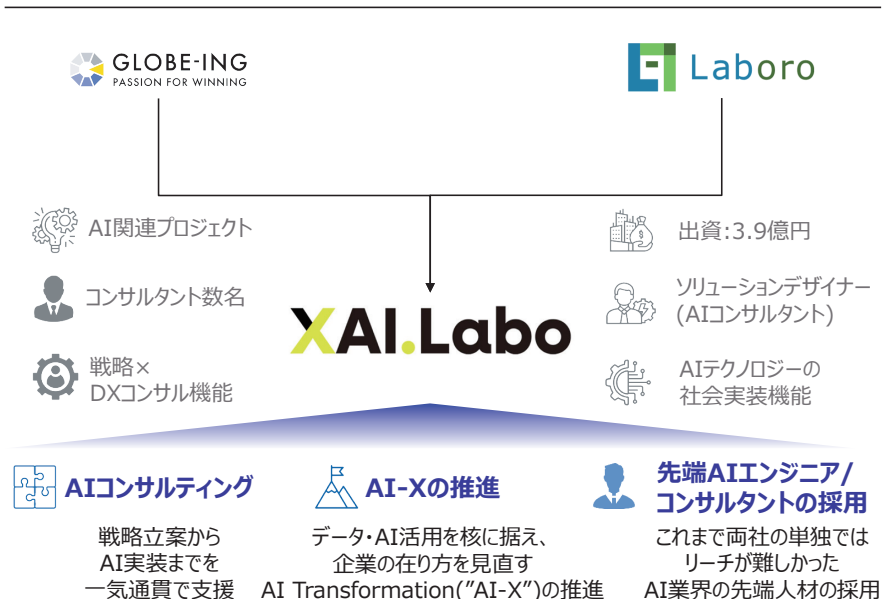 GLOBE-ING
PASSION FOR WINNING
Laboro
AI関連プロジェクト
コンサルタント数名
戦略×
DXコンサル機能
XAI.Labo
出資:3.9億円
ソリューションデザイナー
(AIコンサルタント)
AIテクノロジーの
社会実装機能
AIコンサルティング
戦略立案から
AI実装までを
一気通貫で支援
AI-Xの推進
データ・AI活用を核に据え、
企業の在り方を見直す
AI Transformation(”AI-X”)の推進
先端AIエンジニア/
コンサルタントの採用
これまで両社の単独では
リーチが難しかった
AI業界の先端人材の採用